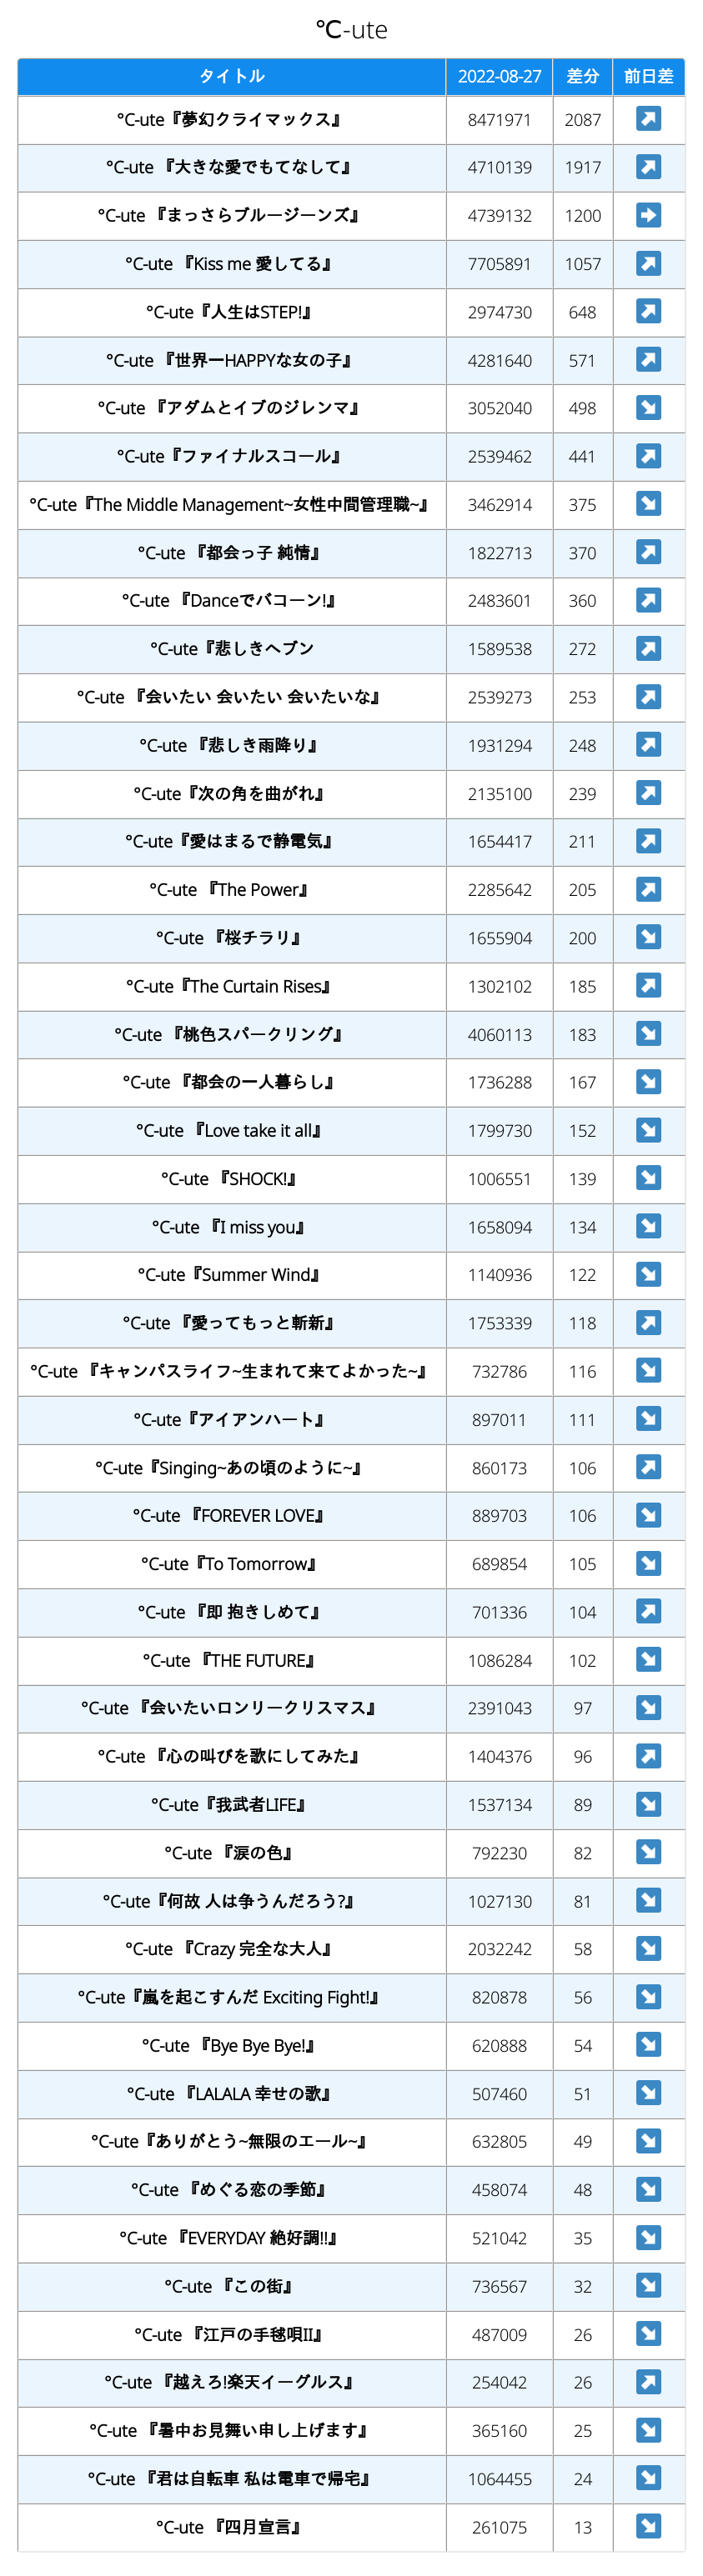 ℃-ute
タイトル 2022-08-27 差分 前日差
℃-ute『夢幻クライマックス』 8471971 2087 ↗
℃-ute 『大きな愛でもてなして』 4710139 1917 ↗
℃-ute 『まっさらブルージーンズ』 4739132 1200 ➡
℃-ute 『Kiss me 愛してる』 7705891 1057 ↗
℃-ute『人生はSTEP!』 2974730 648 ↗
℃-ute 『世界一HAPPYな女の子』 4281640 571 ↗
℃-ute 『アダムとイブのジレンマ』 3052040 498 ↘
℃-ute『ファイナルスコール』 2539462 441 ↗
℃-ute『The Middle Management~女性中間管理職~』 3462914 375 ↘
℃-ute 『都会っ子 純情』 1822713 370 ↗
℃-ute 『Danceでバコーン!』 2483601 360 ↗
℃-ute『悲しきヘブン 1589538 272 ↗
℃-ute 『会いたい 会いたい 会いたいな』 2539273 253 ↗
℃-ute 『悲しき雨降り』 1931294 248 ↗
℃-ute『次の角を曲がれ』 2135100 239 ↗
℃-ute『愛はまるで静電気』 1654417 211 ↗
℃-ute 『The Power』 2285642 205 ↗
℃-ute 『桜チラリ』 1655904 200 ↘
℃-ute『The Curtain Rises』 1302102 185 ↗
℃-ute 『桃色スパークリング』 4060113 183 ↘
℃-ute 『都会の一人暮らし』 1736288 167 ↘
℃-ute 『Love take it all』 1799730 152 ↘
℃-ute 『SHOCK!』 1006551 139 ↘
℃-ute 『I miss you』 1658094 134 ↘
℃-ute『Summer Wind』 1140936 122 ↘
℃-ute 『愛ってもっと斬新』 1753339 118 ↗
℃-ute 『キャンパスライフ~生まれて来てよかった~』 732786 116 ↘
℃-ute『アイアンハート』 897011 111 ↘
℃-ute『Singing~あの頃のように~』 860173 106 ↗
℃-ute 『FOREVER LOVE』 889703 106 ↘
℃-ute『To Tomorrow』 689854 105 ↘
℃-ute 『即 抱きしめて』 701336 104 ↗
℃-ute 『THE FUTURE』 1086284 102 ↘
℃-ute 『会いたいロンリークリスマス』 2391043 97 ↘
℃-ute 『心の叫びを歌にしてみた』 1404376 96 ↗
℃-ute『我武者LIFE』 1537134 89 ↘
℃-ute 『涙の色』 792230 82 ↘
℃-ute『何故 人は争うんだろう?』 1027130 81 ↘
℃-ute 『Crazy 完全な大人』 2032242 58 ↘
℃-ute『嵐を起こすんだ Exciting Fight!』 820878 56 ↘
℃-ute 『Bye Bye Bye!』 620888 54 ↘
℃-ute 『LALALA 幸せの歌』 507460 51 ↘
℃-ute『ありがとう~無限のエール~』 632805 49 ↘
℃-ute 『めぐる恋の季節』 458074 48 ↘
℃-ute 『EVERYDAY 絶好調!!』 521042 35 ↘
℃-ute 『この街』 736567 32 ↘
℃-ute 『江戸の手毬唄II』 487009 26 ↘
℃-ute 『越えろ!楽天イーグルス』 254042 26 ↗
℃-ute 『暑中お見舞い申し上げます』 365160 25 ↘
℃-ute 『君は自転車 私は電車で帰宅』 1064455 24 ↘
℃-ute 『四月宣言』 261075 13 ↘